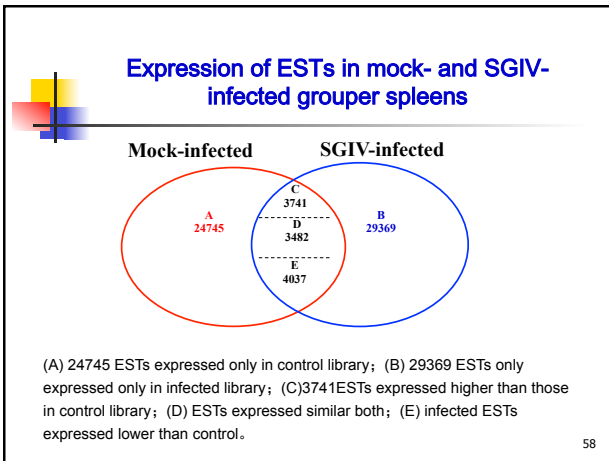 Expression of ESTs in mock- and SGIV-
infected grouper spleens
Mock-infected SGIV-infected
C
3741
A
24745
D
3482
B
29369
E
4037
(A) 24745 ESTs expressed only in control library；(B) 29369 ESTs only
expressed only in infected library；(C)3741ESTs expressed higher than those
in control library；(D) ESTs expressed similar both；(E) infected ESTs
expressed lower than control。
58